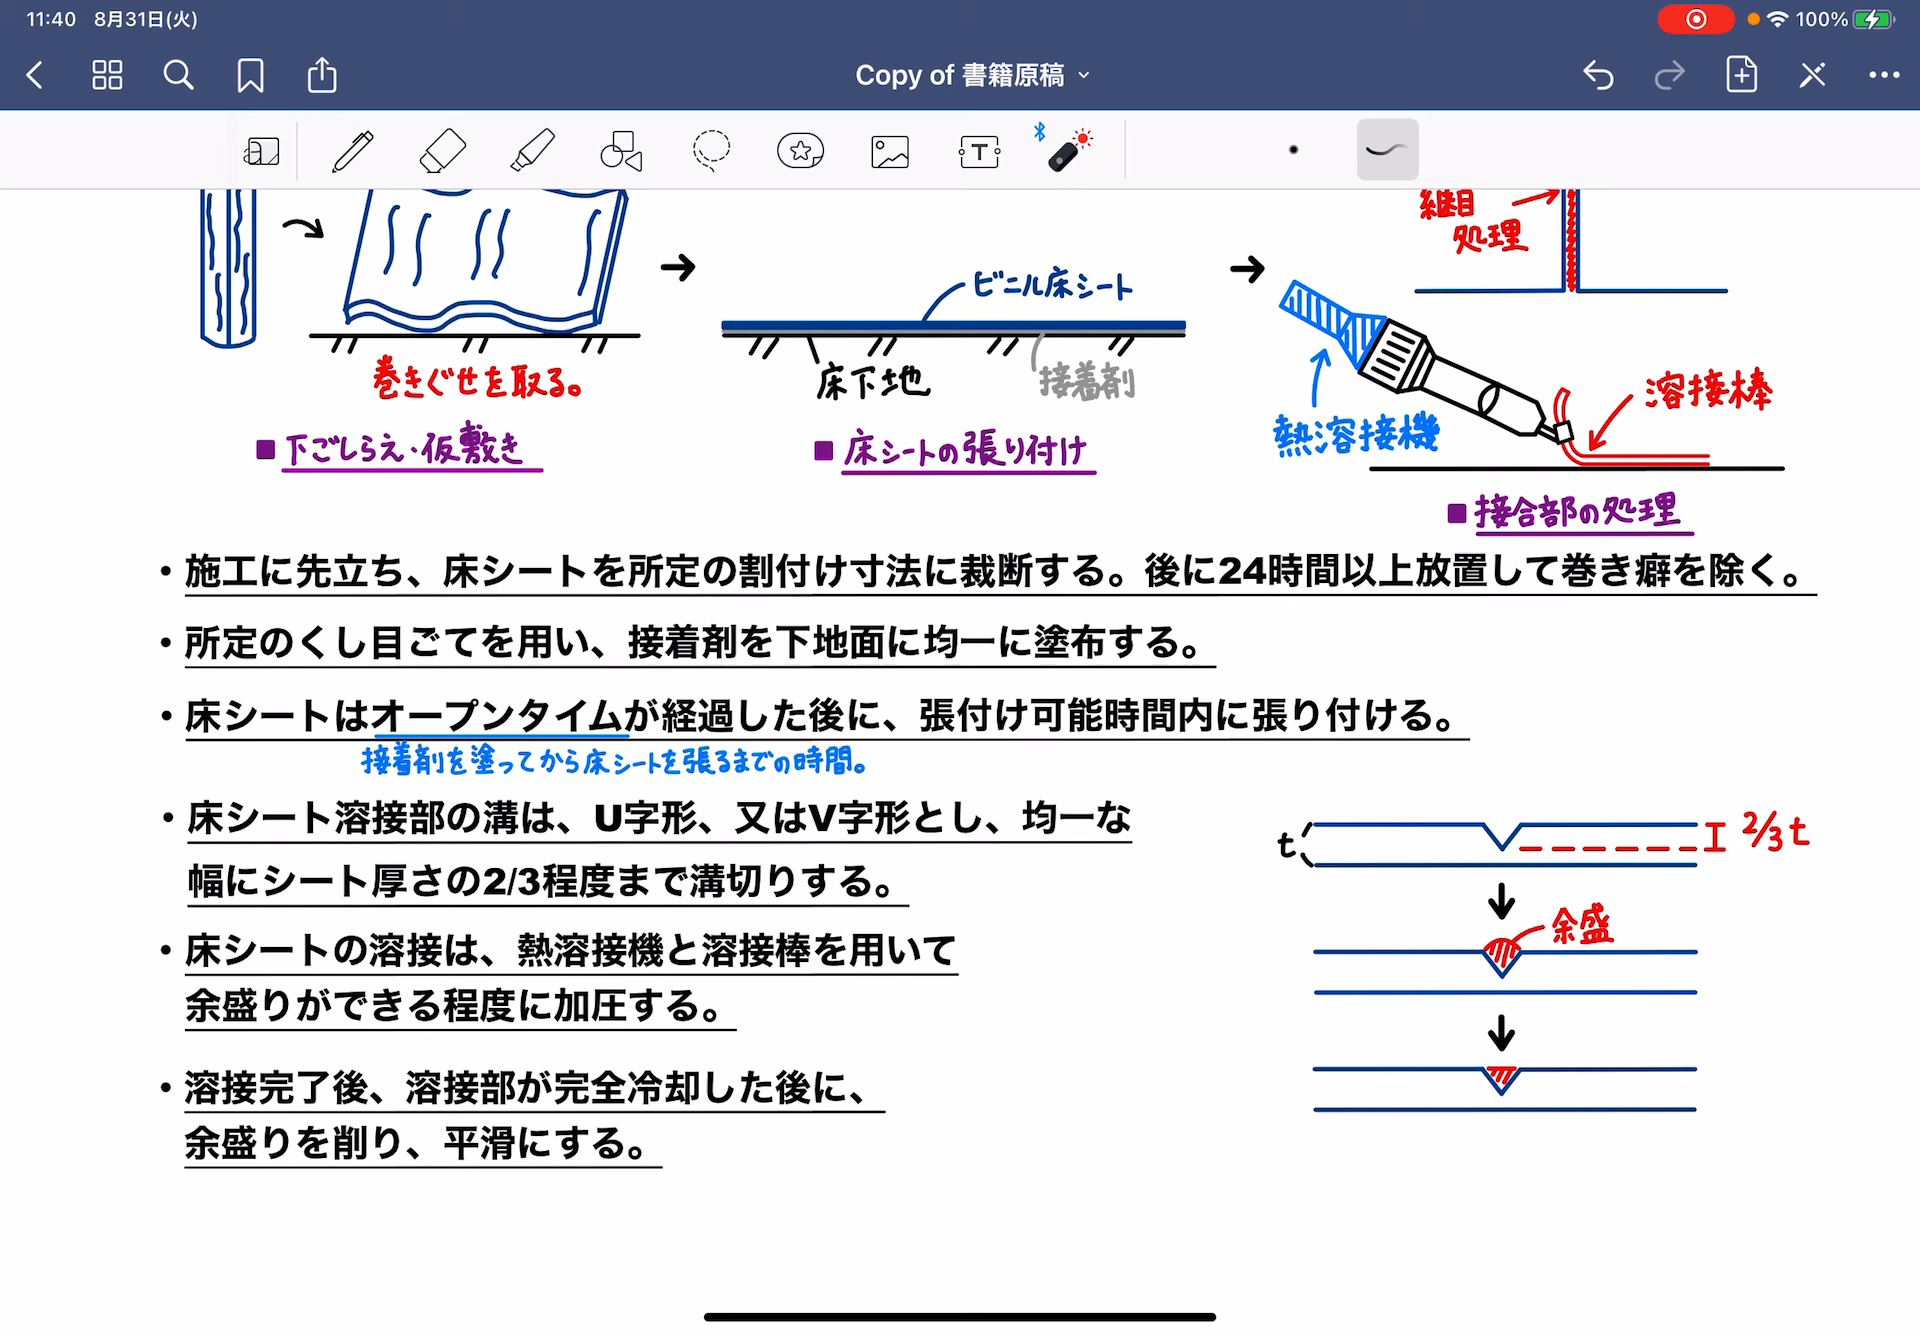 11:40 8月31日(火)
100%
Copy of 書籍原稿
継目
処理
ビニル床シート
巻きぐせを取る。
床下地
接着剤
熱溶接機
溶接棒
■下ごしらえ・仮敷き
■床シートの張り付け
■接合部の処理
・施工に先立ち、床シートを所定の割付け寸法に裁断する。後に24時間以上放置して巻き癖を除く。
・所定のくし目ごてを用い、接着剤を下地面に均一に塗布する。
・床シートはオープンタイムが経過した後に、張付け可能時間内に張り付ける。
接着剤を塗ってから床シートを張るまでの時間。
・床シート溶接部の溝は、U字形、又はV字形とし、均一な
幅にシート厚さの2/3程度まで溝切りする。
・床シートの溶接は、熱溶接機と溶接棒を用いて
余盛りができる程度に加圧する。
・溶接完了後、溶接部が完全冷却した後に、
余盛りを削り、平滑にする。
t
2/3t
余盛